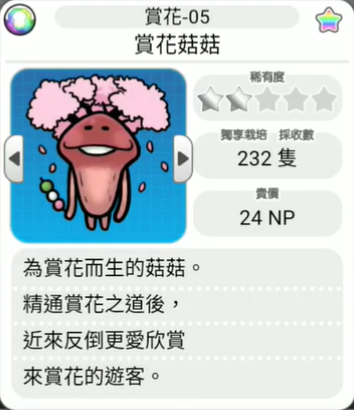 賞花-05
賞花菇菇
稀有度
獨享栽培 採收數
232 隻
賣價
24 NP
為賞花而生的菇菇。
精通賞花之道後，
近來反倒更愛欣賞
來賞花的遊客。